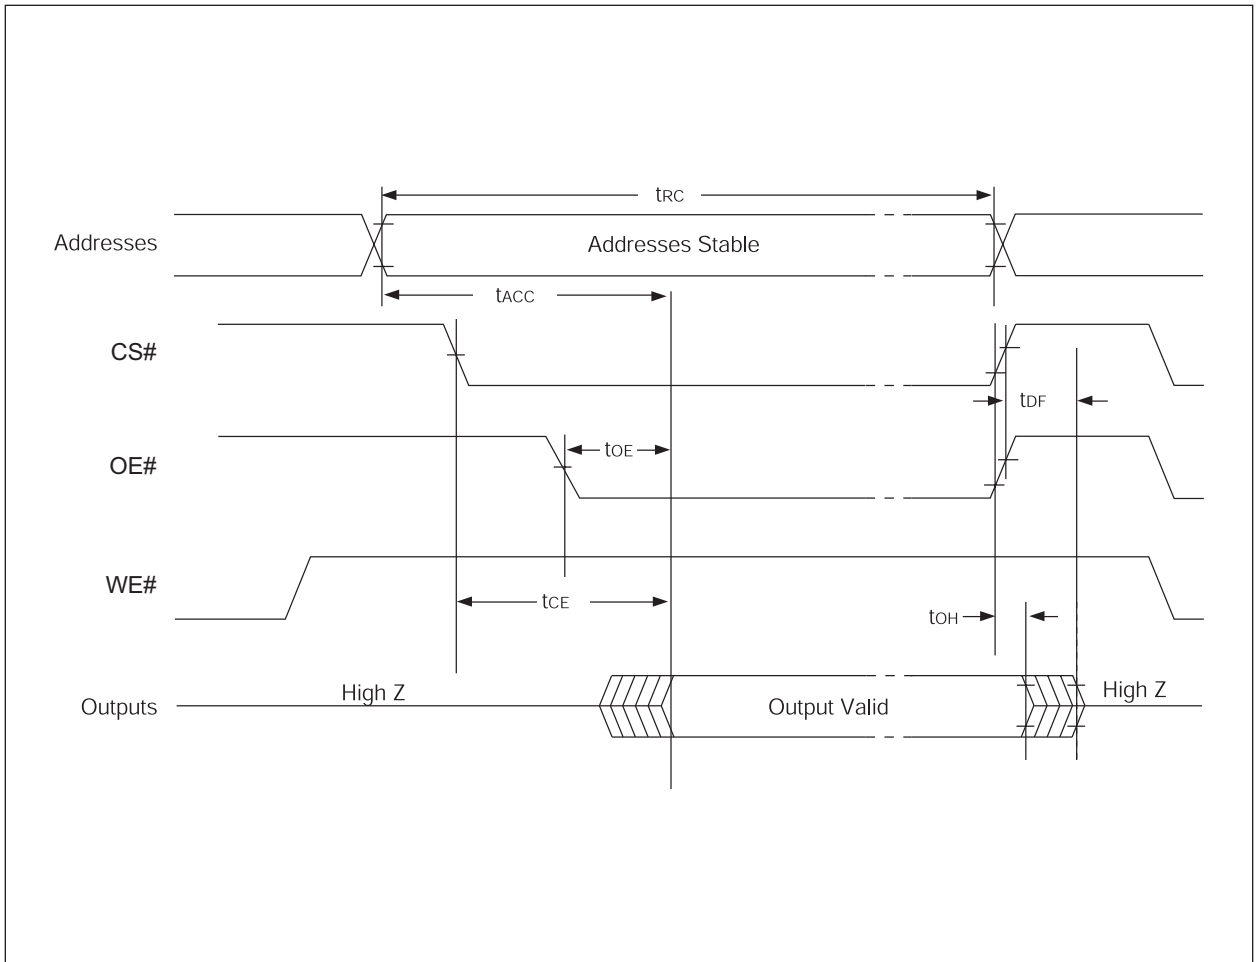 tRC
Addresses
Addresses Stable
tACC
CS#
tDF
OE#
tOE
WE#
tCE
tOH
Outputs
High Z
Output Valid
High Z